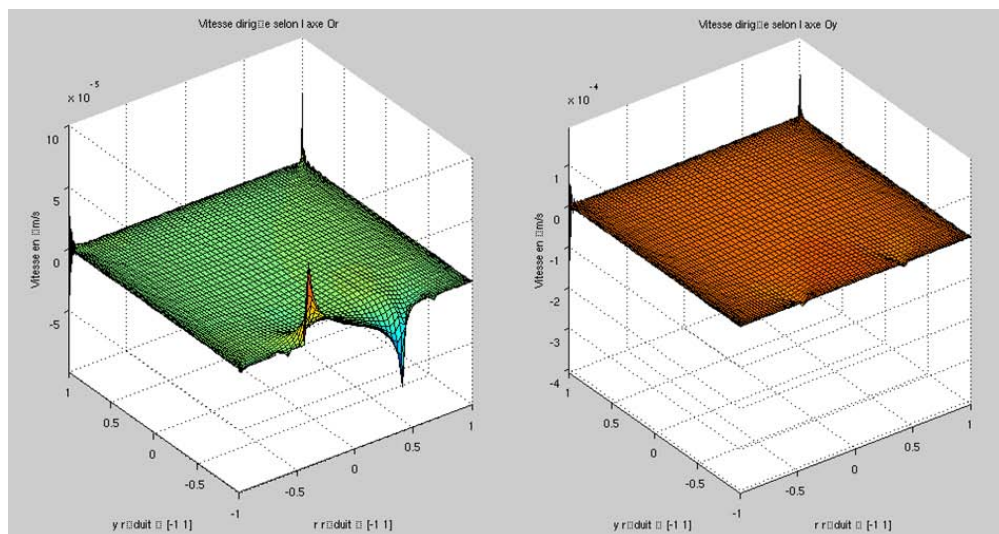 Vitesse dirig□e selon l axe Or
x 10 -5
10
5
0
-5
Vitesse en □m/s
1
0.5
0
-0.5
-1
-0.5
0
0.5
1
y r□duit □ [-1 1]
r r□duit □ [-1 1]
Vitesse dirig□e selon l axe Oy
x 10 -4
1
0
-1
-2
-3
-4
Vitesse en □m/s
1
0.5
0
-0.5
-1
-0.5
0
0.5
1
y r□duit □ [-1 1]
r r□duit □ [-1 1]